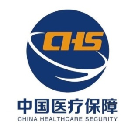 CHS
中国医疗保障
CHINA HEALTHCARE SECURITY